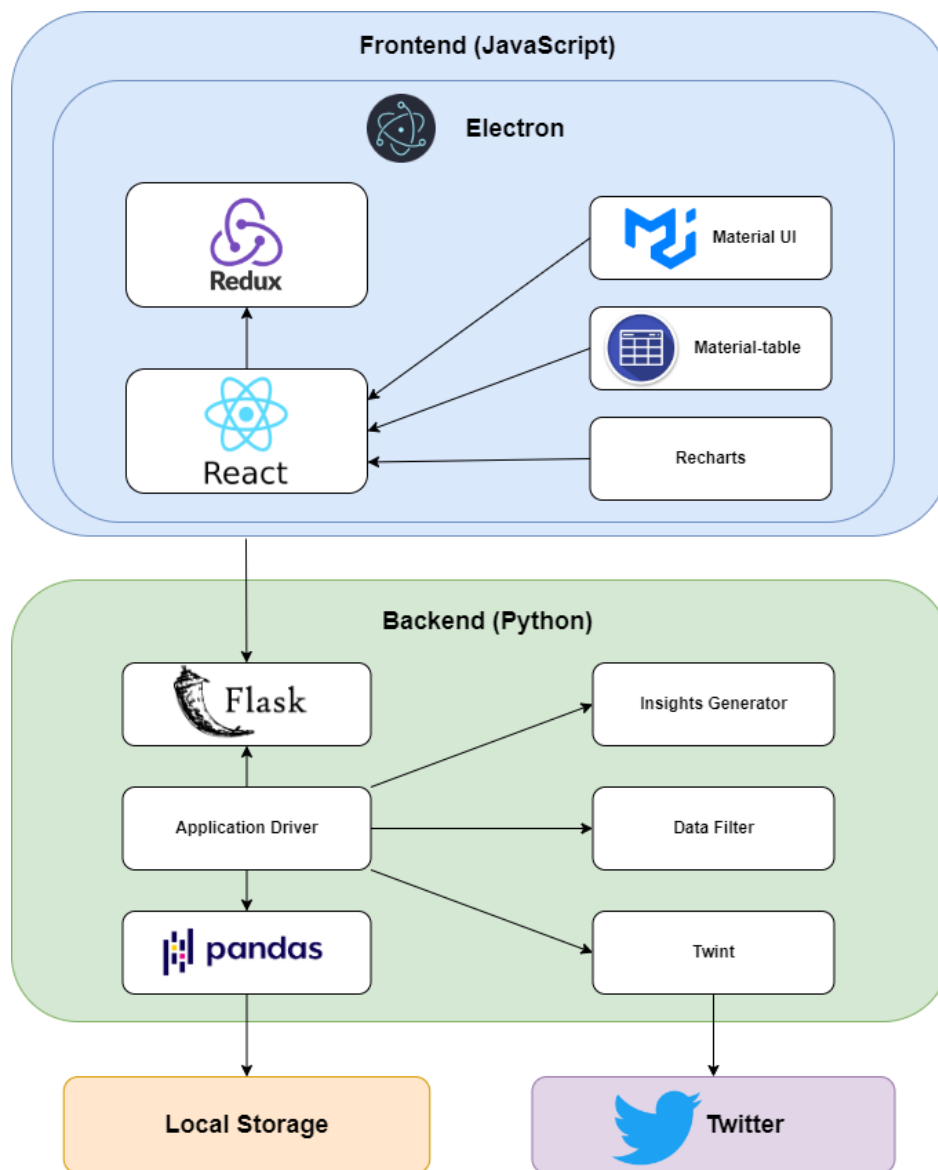 Frontend (JavaScript)
Electron
Redux
Material UI
Material-table
React
Recharts
Backend (Python)
Flask
Insights Generator
Application Driver
Data Filter
pandas
Twint
Local Storage
Twitter